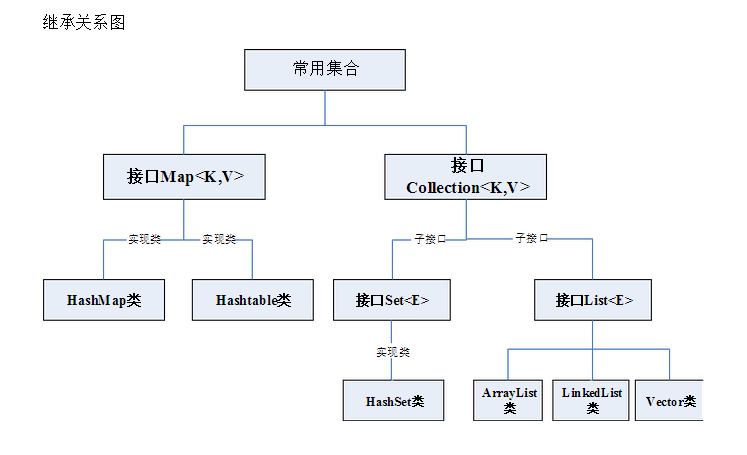 继承关系图
常用集合
接口Map<K,V>
接口
Collection<K,V>
实现类
实现类
子接口
子接口
HashMap类
Hashtable类
接口Set<E>
接口List<E>
实现类
HashSet类
ArrayList
类
LinkedList
类
Vector类